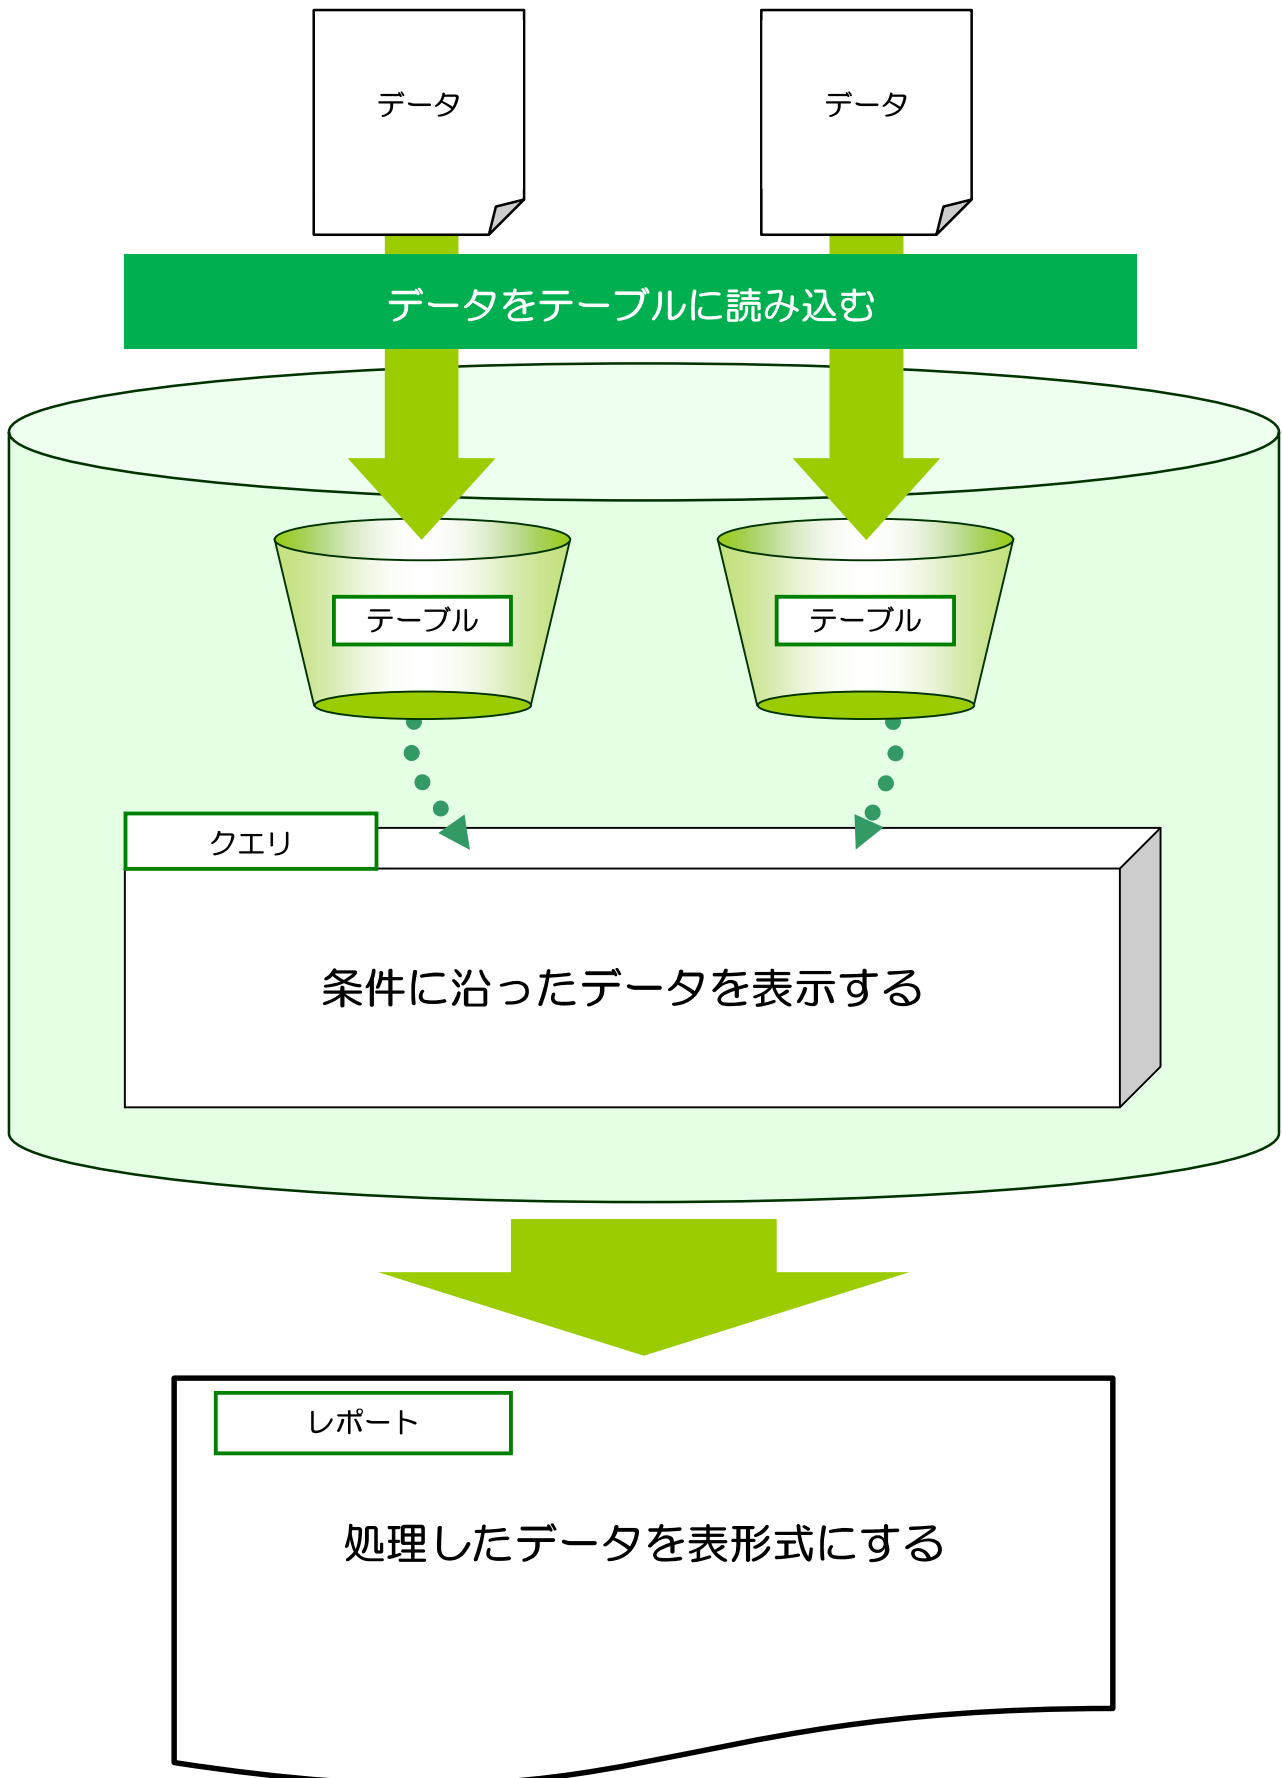 データ
データ
データをテーブルに読み込む
テーブル
テーブル
クエリ
条件に沿ったデータを表示する
レポート
処理したデータを表形式にする